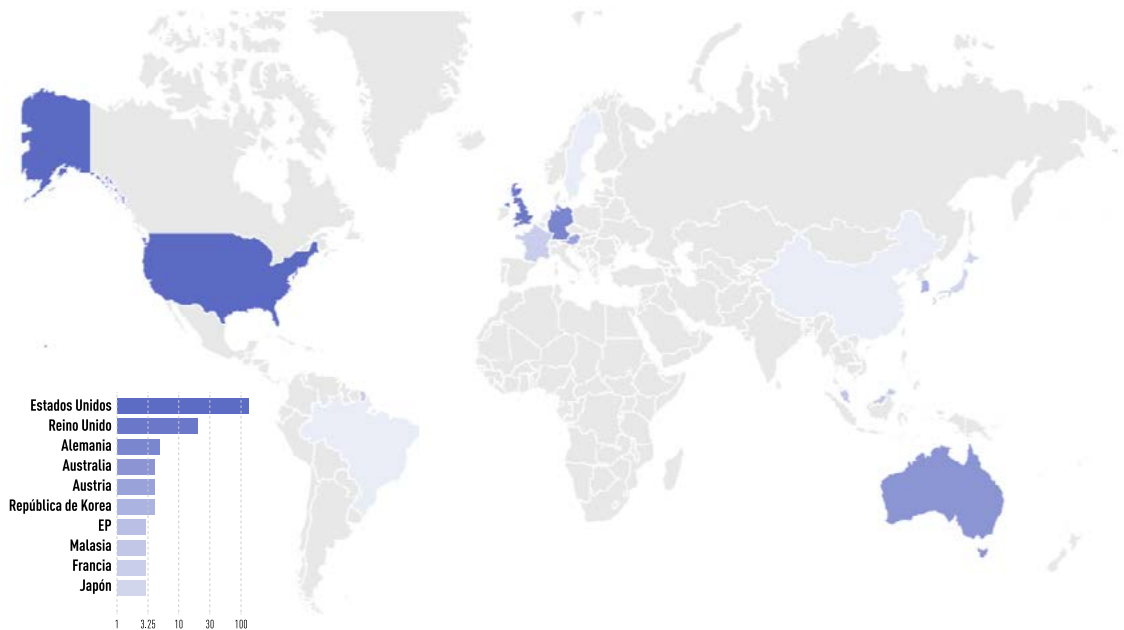 Estados Unidos
Reino Unido
Alemania
Australia
Austria
República de Korea
EP
Malasia
Francia
Japón
1 3.25 10 30 100